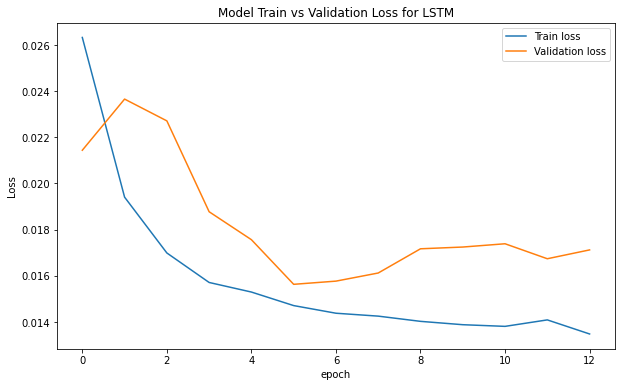 Model Train vs Validation Loss for LSTM
Train loss
Validation loss
0.026
0.024
0.022
0.020
0.018
0.016
0.014
Loss
0 2 4 6 8 10 12
epoch